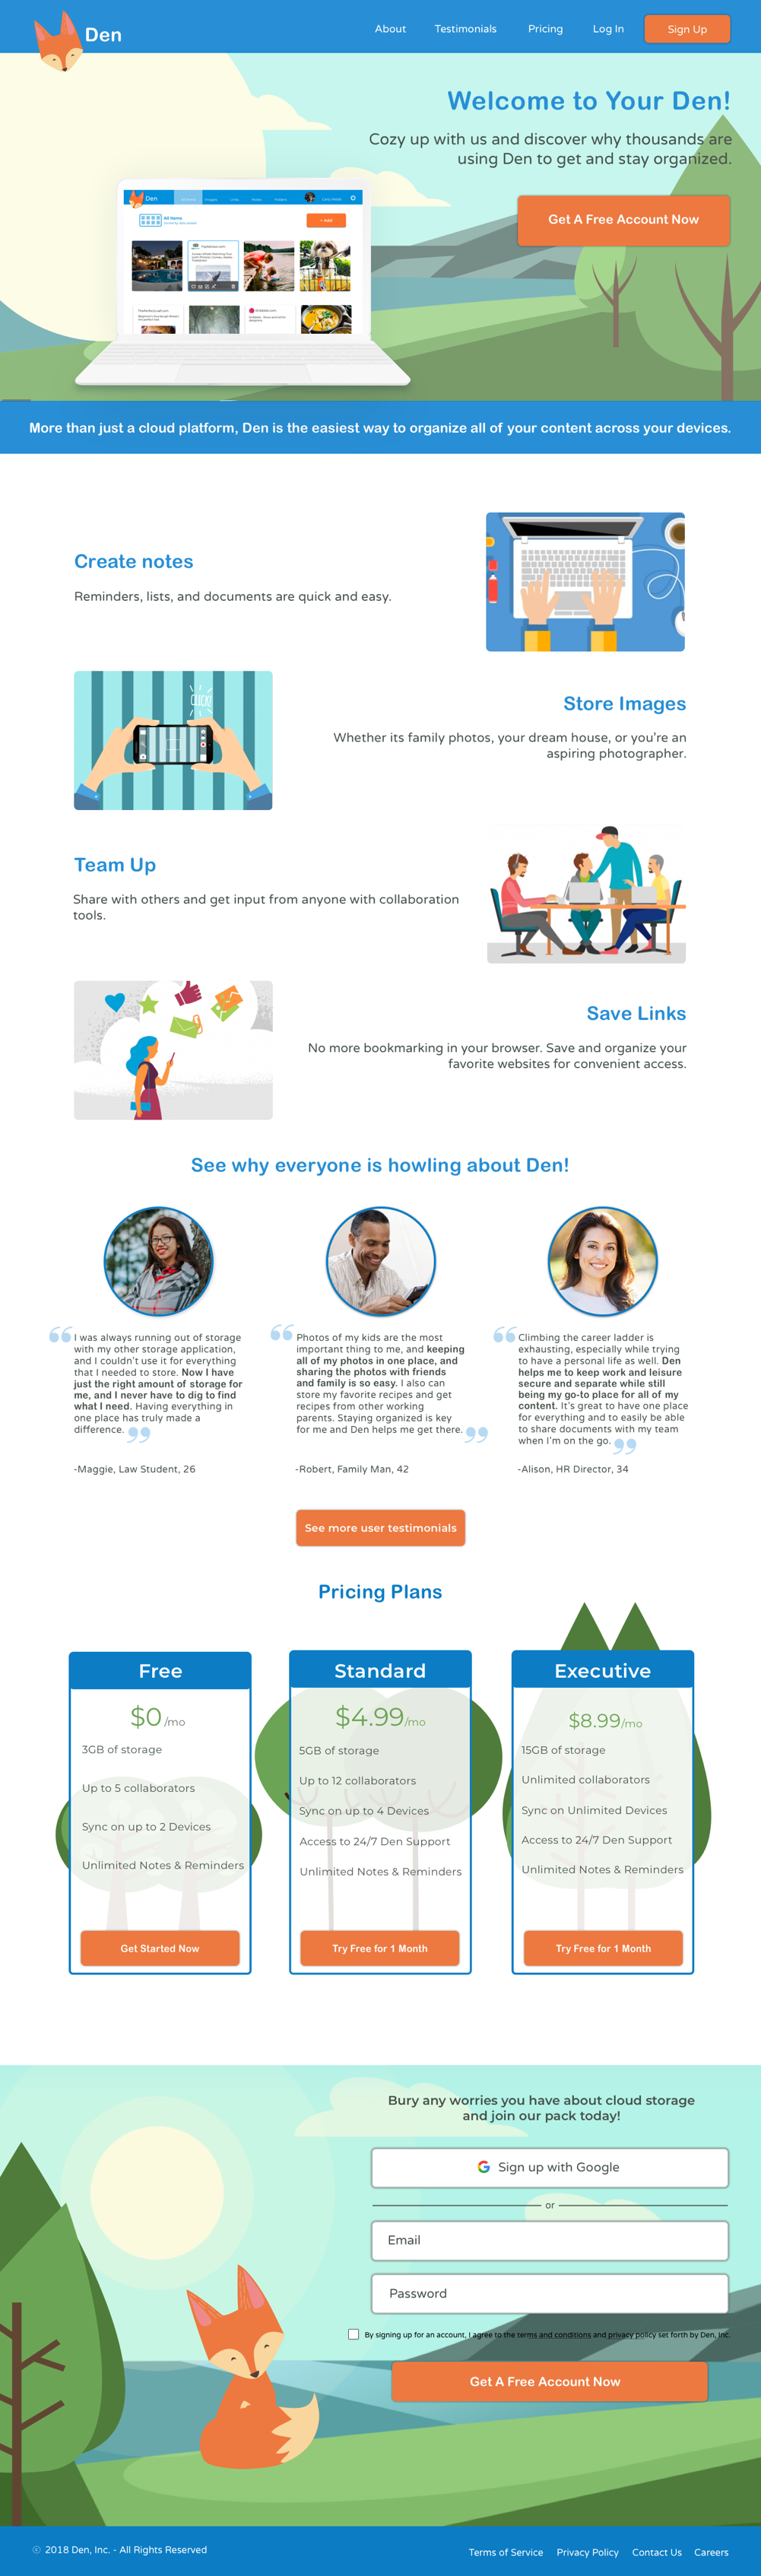 Den
About Testimonials Pricing Log In Sign Up
Welcome to Your Den!
Cozy up with us and discover why thousands are
using Den to get and stay organized.
Get A Free Account Now
Den
All Items
+ Add
More than just a cloud platform, Den is the easiest way to organize all of your content across your devices.
Create notes
Reminders, lists, and documents are quick and easy.
CLICK!
Store Images
Whether its family photos, your dream house, or you're an
aspiring photographer.
Team Up
Share with others and get input from anyone with collaboration
tools.
Save Links
No more bookmarking in your browser. Save and organize your
favorite websites for convenient access.
See why everyone is howling about Den!
“ I was always running out of storage
with my other storage application,
and I couldn't use it for everything
that I needed to store. Now I have
just the right amount of storage for
me, and I never have to dig to find
what I need. Having everything in
one place has truly made a
difference. ”
-Maggie, Law Student, 26
“ Photos of my kids are the most
important thing to me, and keeping
all of my photos in one place, and
sharing the photos with friends
and family is so easy. I also can
store my favorite recipes and get
recipes from other working
parents. Staying organized is key
for me and Den helps me get there. ”
-Robert, Family Man, 42
“ Climbing the career ladder is
exhausting, especially while trying
to have a personal life as well. Den
helps me to keep work and leisure
secure and separate while still
being my go-to place for all of my
content. It's great to have one place
for everything and to easily be able
to share documents with my team
when I'm on the go. ”
-Alison, HR Director, 34
See more user testimonials
Pricing Plans
Free
$0 /mo
3GB of storage
Up to 5 collaborators
Sync on up to 2 Devices
Unlimited Notes & Reminders
Get Started Now
Standard
$4.99/mo
5GB of storage
Up to 12 collaborators
Sync on up to 4 Devices
Access to 24/7 Den Support
Unlimited Notes & Reminders
Try Free for 1 Month
Executive
$8.99/mo
15GB of storage
Unlimited collaborators
Sync on Unlimited Devices
Access to 24/7 Den Support
Unlimited Notes & Reminders
Try Free for 1 Month
Bury any worries you have about cloud storage
and join our pack today!
Sign up with Google
or
Email
Password
By signing up for an account, I agree to the terms and conditions and privacy policy set forth by Den, Inc.
Get A Free Account Now
© 2018 Den, Inc. - All Rights Reserved
Terms of Service Privacy Policy Contact Us Careers